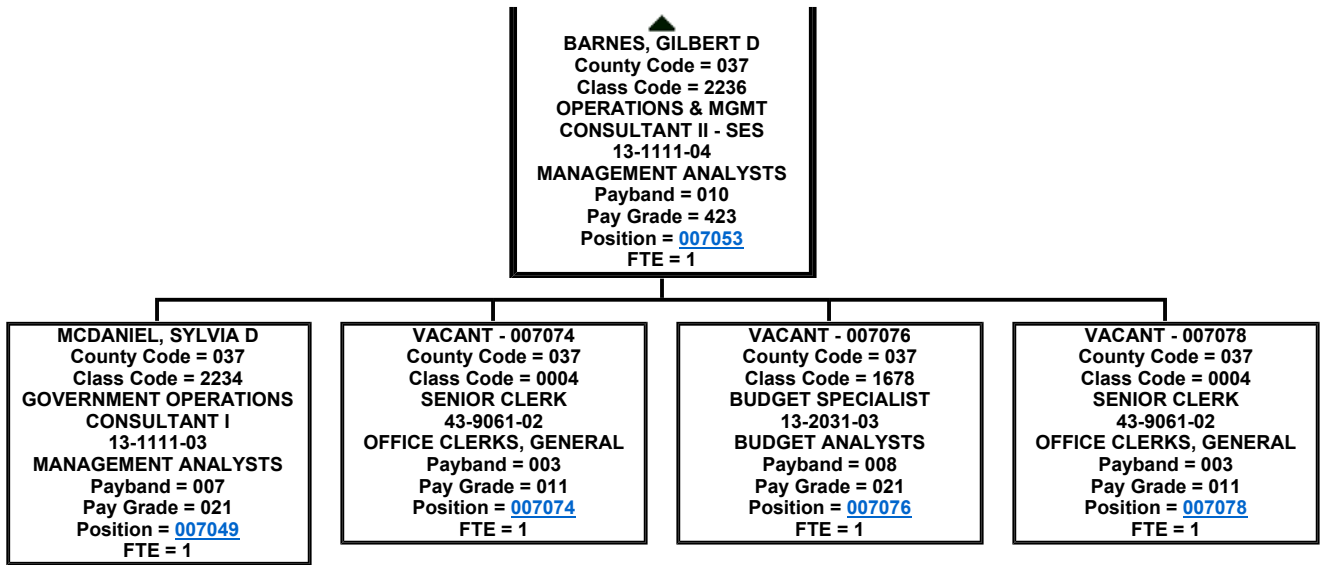 BARNES, GILBERT D
County Code = 037
Class Code = 2236
OPERATIONS & MGMT
CONSULTANT II - SES
13-1111-04
MANAGEMENT ANALYSTS
Payband = 010
Pay Grade = 423
Position = 007053
FTE = 1
MCDANIEL, SYLVIA D
County Code = 037
Class Code = 2234
GOVERNMENT OPERATIONS
CONSULTANT I
13-1111-03
MANAGEMENT ANALYSTS
Payband = 007
Pay Grade = 021
Position = 007049
FTE = 1
VACANT - 007074
County Code = 037
Class Code = 0004
SENIOR CLERK
43-9061-02
OFFICE CLERKS, GENERAL
Payband = 003
Pay Grade = 011
Position = 007074
FTE = 1
VACANT - 007076
County Code = 037
Class Code = 1678
BUDGET SPECIALIST
13-2031-03
BUDGET ANALYSTS
Payband = 008
Pay Grade = 021
Position = 007076
FTE = 1
VACANT - 007078
County Code = 037
Class Code = 0004
SENIOR CLERK
43-9061-02
OFFICE CLERKS, GENERAL
Payband = 003
Pay Grade = 011
Position = 007078
FTE = 1